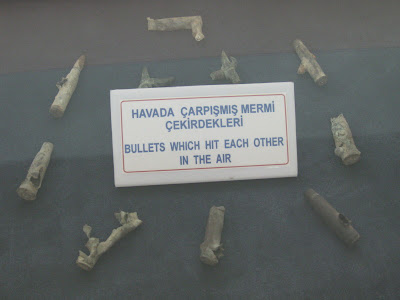 HAVADA ÇARPIŞMIŞ MERMİ
ÇEKİRDEKLERİ
BULLETS WHICH HIT EACH OTHER
IN THE AIR